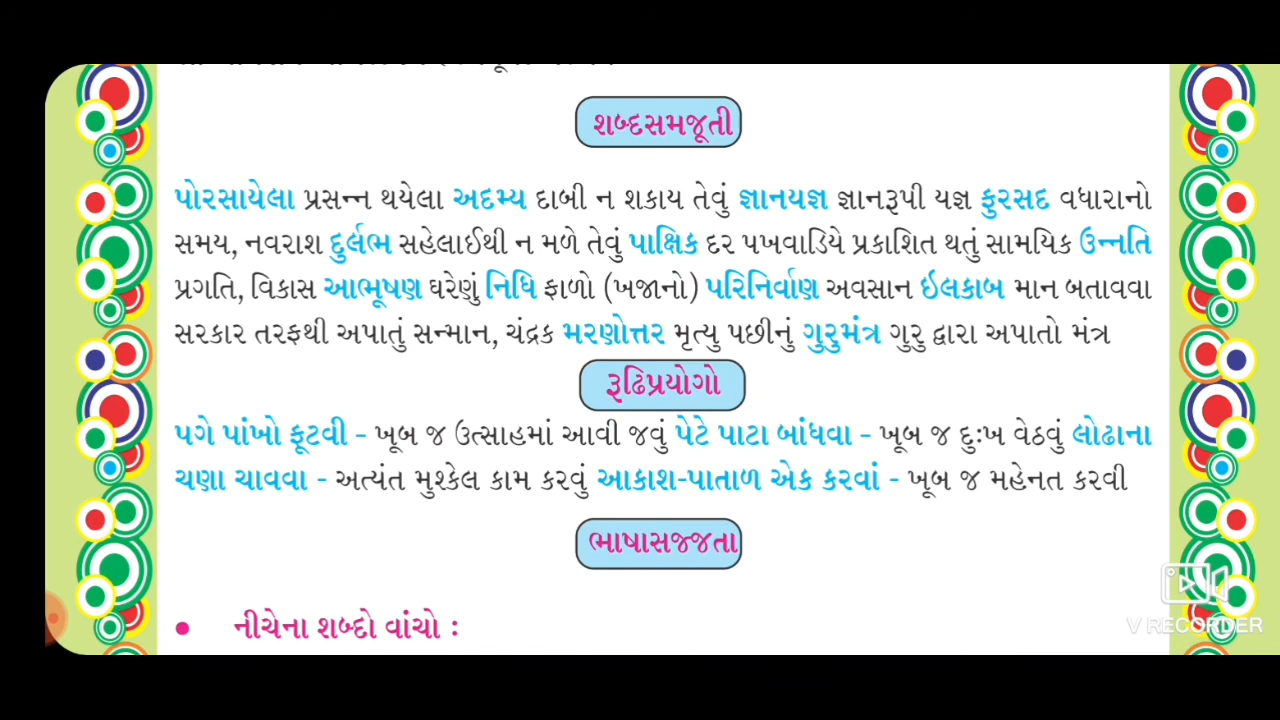 શબ્દસમજૂતી
પોરસાયેલા પ્રસન્ન થયેલા અદમ્ય દાબી ન શકાય તેવું જ્ઞાનયજ્ઞ જ્ઞાનરૂપી યજ્ઞ ફુરસદ વધારાનો
સમય, નવરાશ દુર્લભ સહેલાઈથી ન મળે તેવું પાક્ષિક દર પખવાડિયે પ્રકાશિત થતું સામયિક ઉન્નતિ
પ્રગતિ, વિકાસ આભૂષણ ઘરેણું નિધિ ફાળો (ખજાનો) પરિનિર્વાણ અવસાન ઇલકાબ માન બતાવવા
સરકાર તરફથી અપાતું સન્માન, ચંદ્રક મરણોત્તર મૃત્યુ પછીનું ગુરુમંત્ર ગુરુ દ્વારા અપાતો મંત્ર
રૂઢિપ્રયોગો
પગે પાંખો ફૂટવી - ખૂબ જ ઉત્સાહમાં આવી જવું પેટે પાટા બાંધવા - ખૂબ જ દુઃખ વેઠવું લોઢાના
ચણા ચાવવા - અત્યંત મુશ્કેલ કામ કરવું આકાશ-પાતાળ એક કરવાં - ખૂબ જ મહેનત કરવી
ભાષાસજ્જતા
● નીચેના શબ્દો વાંચો :
V RECORDER